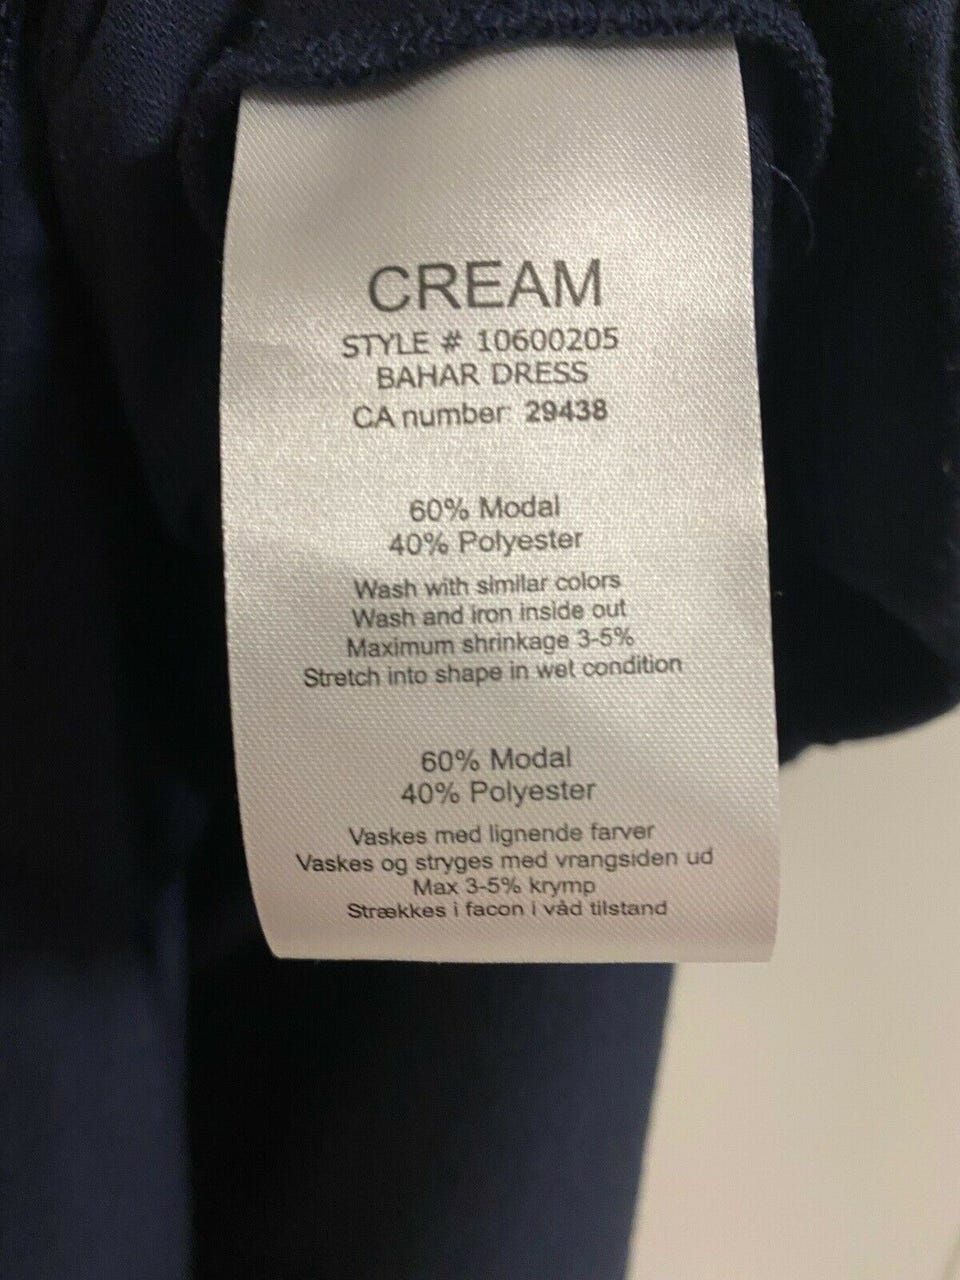 CREAM
STYLE # 10600205
BAHAR DRESS
CA number: 29438
60% Modal
40% Polyester
Wash with similar colors
Wash and iron inside out
Maximum shrinkage 3-5%
Stretch into shape in wet condition
60% Modal
40% Polyester
Vaskes med lignende farver
Vaskes og stryges med vrangsiden ud
Max 3-5% krymp
Strækkes i facon i våd tilstand